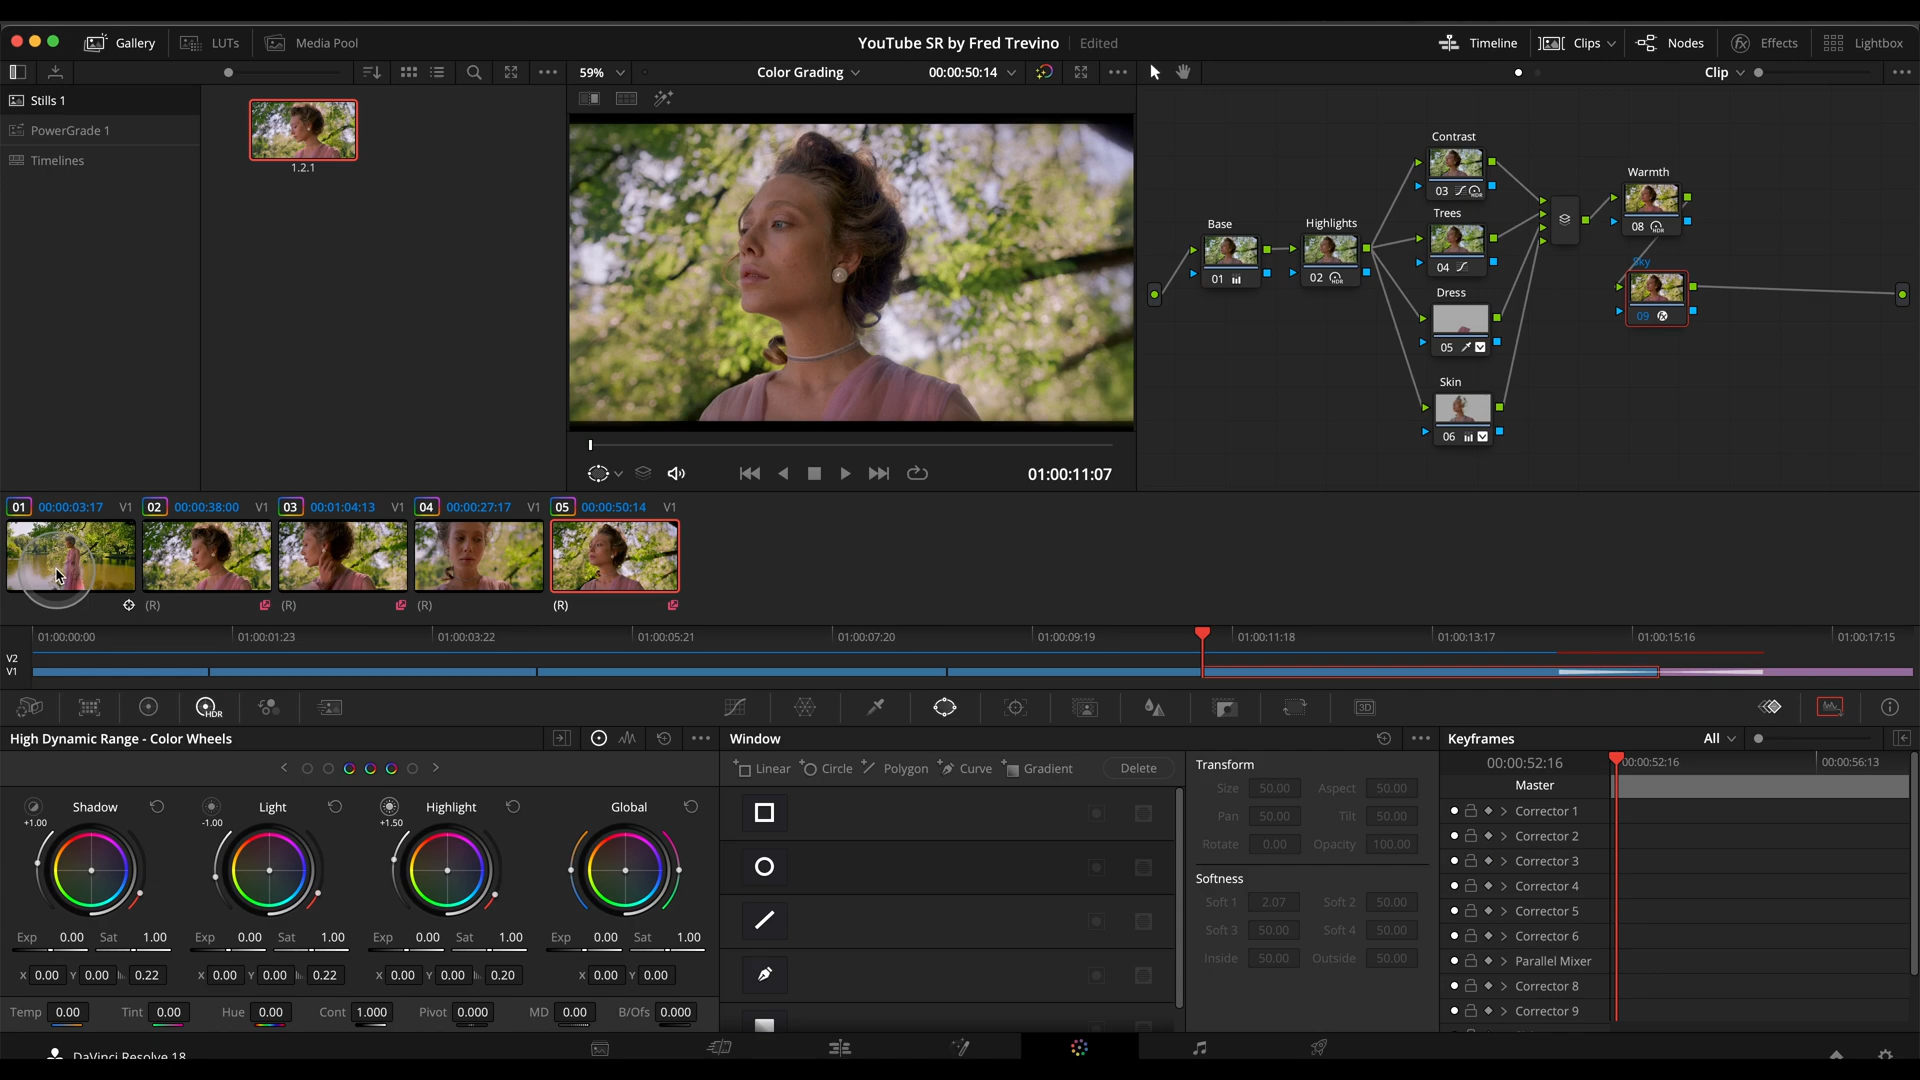 Gallery LUTs Media Pool YouTube SR by Fred Trevino Edited Timeline Clips Nodes Effects Lightbox
59% Color Grading 00:00:50:14 Clip
Stills 1
PowerGrade 1
Timelines
1.2.1
Contrast
03 HDR
Trees
04
Dress
05
Skin
06
Base
01
Highlights
02 HDR
Warmth
08 HDR
Sky
09
01:00:11:07
01 00:00:03:17 V1 02 00:00:38:00 V1 03 00:01:04:13 V1 04 00:00:27:17 V1 05 00:00:50:14 V1
(R) (R) (R) (R)
01:00:00:00 01:00:01:23 01:00:03:22 01:00:05:21 01:00:07:20 01:00:09:19 01:00:11:18 01:00:13:17 01:00:15:16 01:00:17:15
V2
V1
HDR 3D
High Dynamic Range - Color Wheels
Shadow Light Highlight Global
+1.00 -1.00 +1.50
Exp 0.00 Sat 1.00 Exp 0.00 Sat 1.00 Exp 0.00 Sat 1.00 Exp 0.00 Sat 1.00
X 0.00 Y 0.00 0.22 X 0.00 Y 0.00 0.22 X 0.00 Y 0.00 0.20 X 0.00 Y 0.00
Temp 0.00 Tint 0.00 Hue 0.00 Cont 1.000 Pivot 0.000 MD 0.00 B/Ofs 0.000
Window
Linear Circle Polygon Curve Gradient Delete
Transform
Size 50.00 Aspect 50.00
Pan 50.00 Tilt 50.00
Rotate 0.00 Opacity 100.00
Softness
Soft 1 2.07 Soft 2 50.00
Soft 3 50.00 Soft 4 50.00
Inside 50.00 Outside 50.00
Keyframes All
00:00:52:16 00:00:52:16 00:00:56:13
Master
Corrector 1
Corrector 2
Corrector 3
Corrector 4
Corrector 5
Corrector 6
Parallel Mixer
Corrector 8
Corrector 9
DaVinci Resolve 18